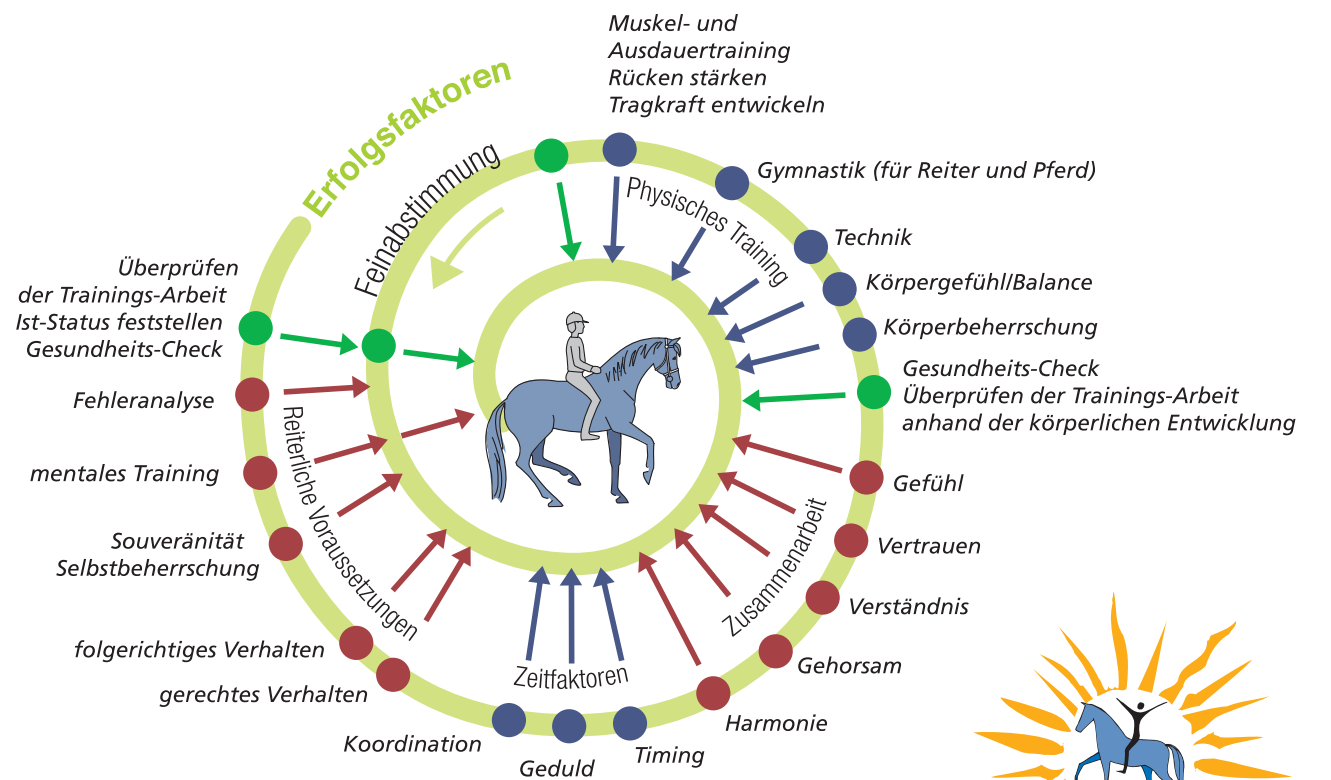 Erfolgsfaktoren
Feinabstimmung
Muskel- und
Ausdauertraining
Rücken stärken
Tragkraft entwickeln
Physisches Training
Gymnastik (für Reiter und Pferd)
Technik
Körpergefühl/Balance
Körperbeherrschung
Gesundheits-Check
Überprüfen der Trainings-Arbeit
anhand der körperlichen Entwicklung
Zusammenarbeit
Gefühl
Vertrauen
Verständnis
Gehorsam
Harmonie
Zeitfaktoren
Timing
Geduld
Koordination
Reiterliche Voraussetzungen
gerechtes Verhalten
folgerichtiges Verhalten
Souveränität
Selbstbeherrschung
mentales Training
Fehleranalyse
Überprüfen
der Trainings-Arbeit
Ist-Status feststellen
Gesundheits-Check